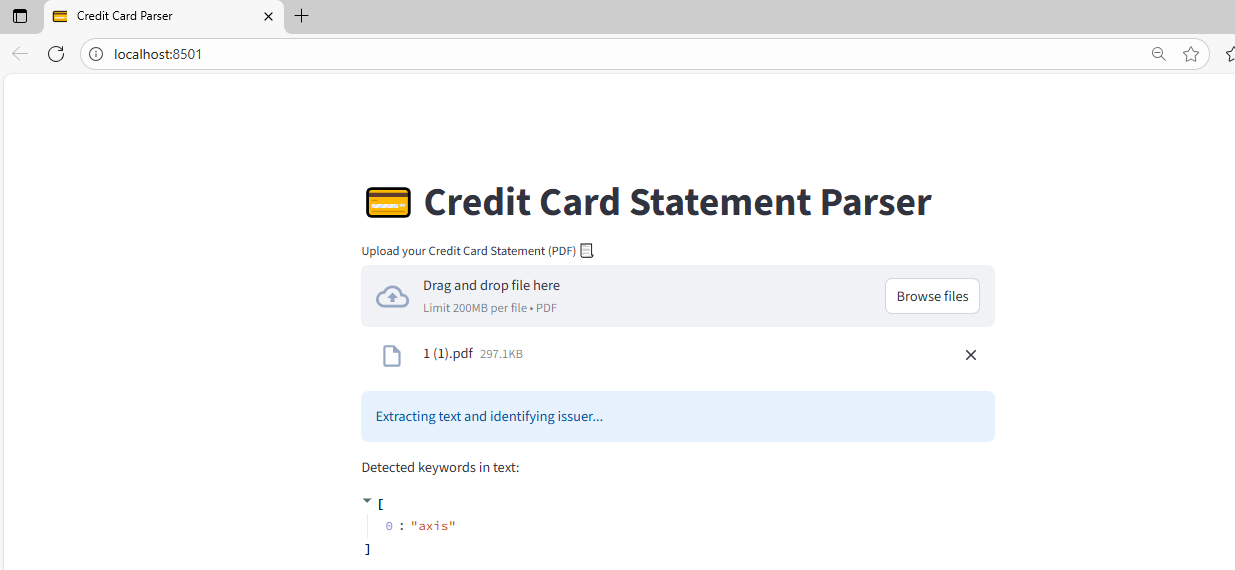 Credit Card Parser
localhost:8501
Credit Card Statement Parser
Upload your Credit Card Statement (PDF)
Drag and drop file here
Limit 200MB per file • PDF
Browse files
1 (1).pdf 297.1KB
Extracting text and identifying issuer...
Detected keywords in text:
[
0 : "axis"
]